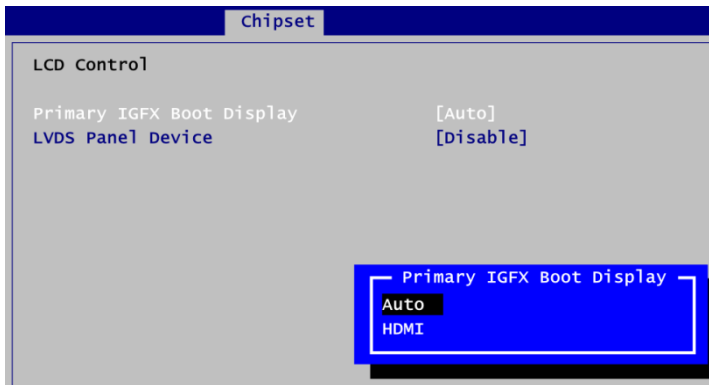 Chipset
LCD Control
Primary IGFX Boot Display [Auto]
LVDS Panel Device [Disable]
Primary IGFX Boot Display
Auto
HDMI